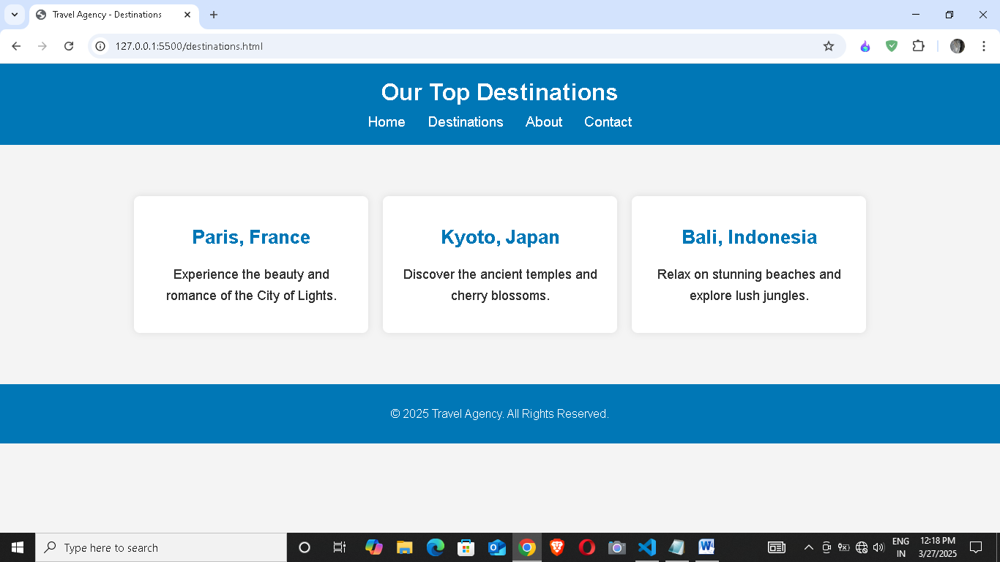 Travel Agency - Destinations
127.0.0.1:5500/destinations.html
Our Top Destinations
Home Destinations About Contact
Paris, France
Experience the beauty and
romance of the City of Lights.
Kyoto, Japan
Discover the ancient temples and
cherry blossoms.
Bali, Indonesia
Relax on stunning beaches and
explore lush jungles.
© 2025 Travel Agency. All Rights Reserved.
Type here to search
ENG
IN
12:18 PM
3/27/2025